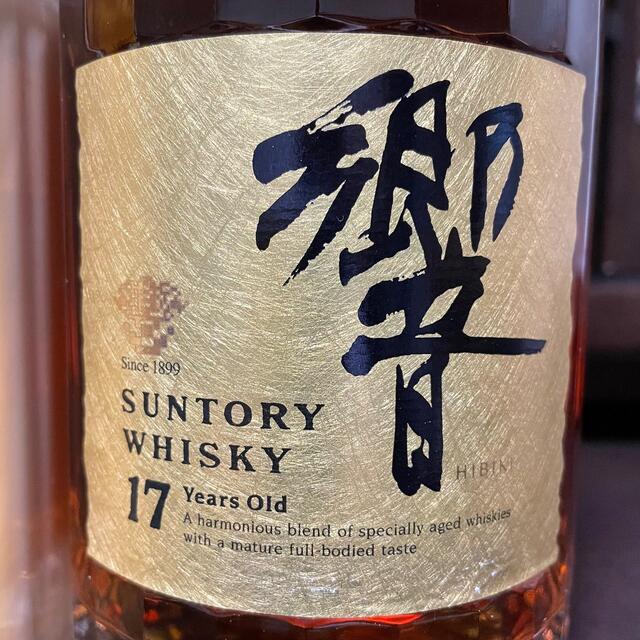 響
HIBIKI
Since 1899
SUNTORY
WHISKY
17 Years Old
A harmonious blend of specially aged whiskies
with a mature full-bodied taste